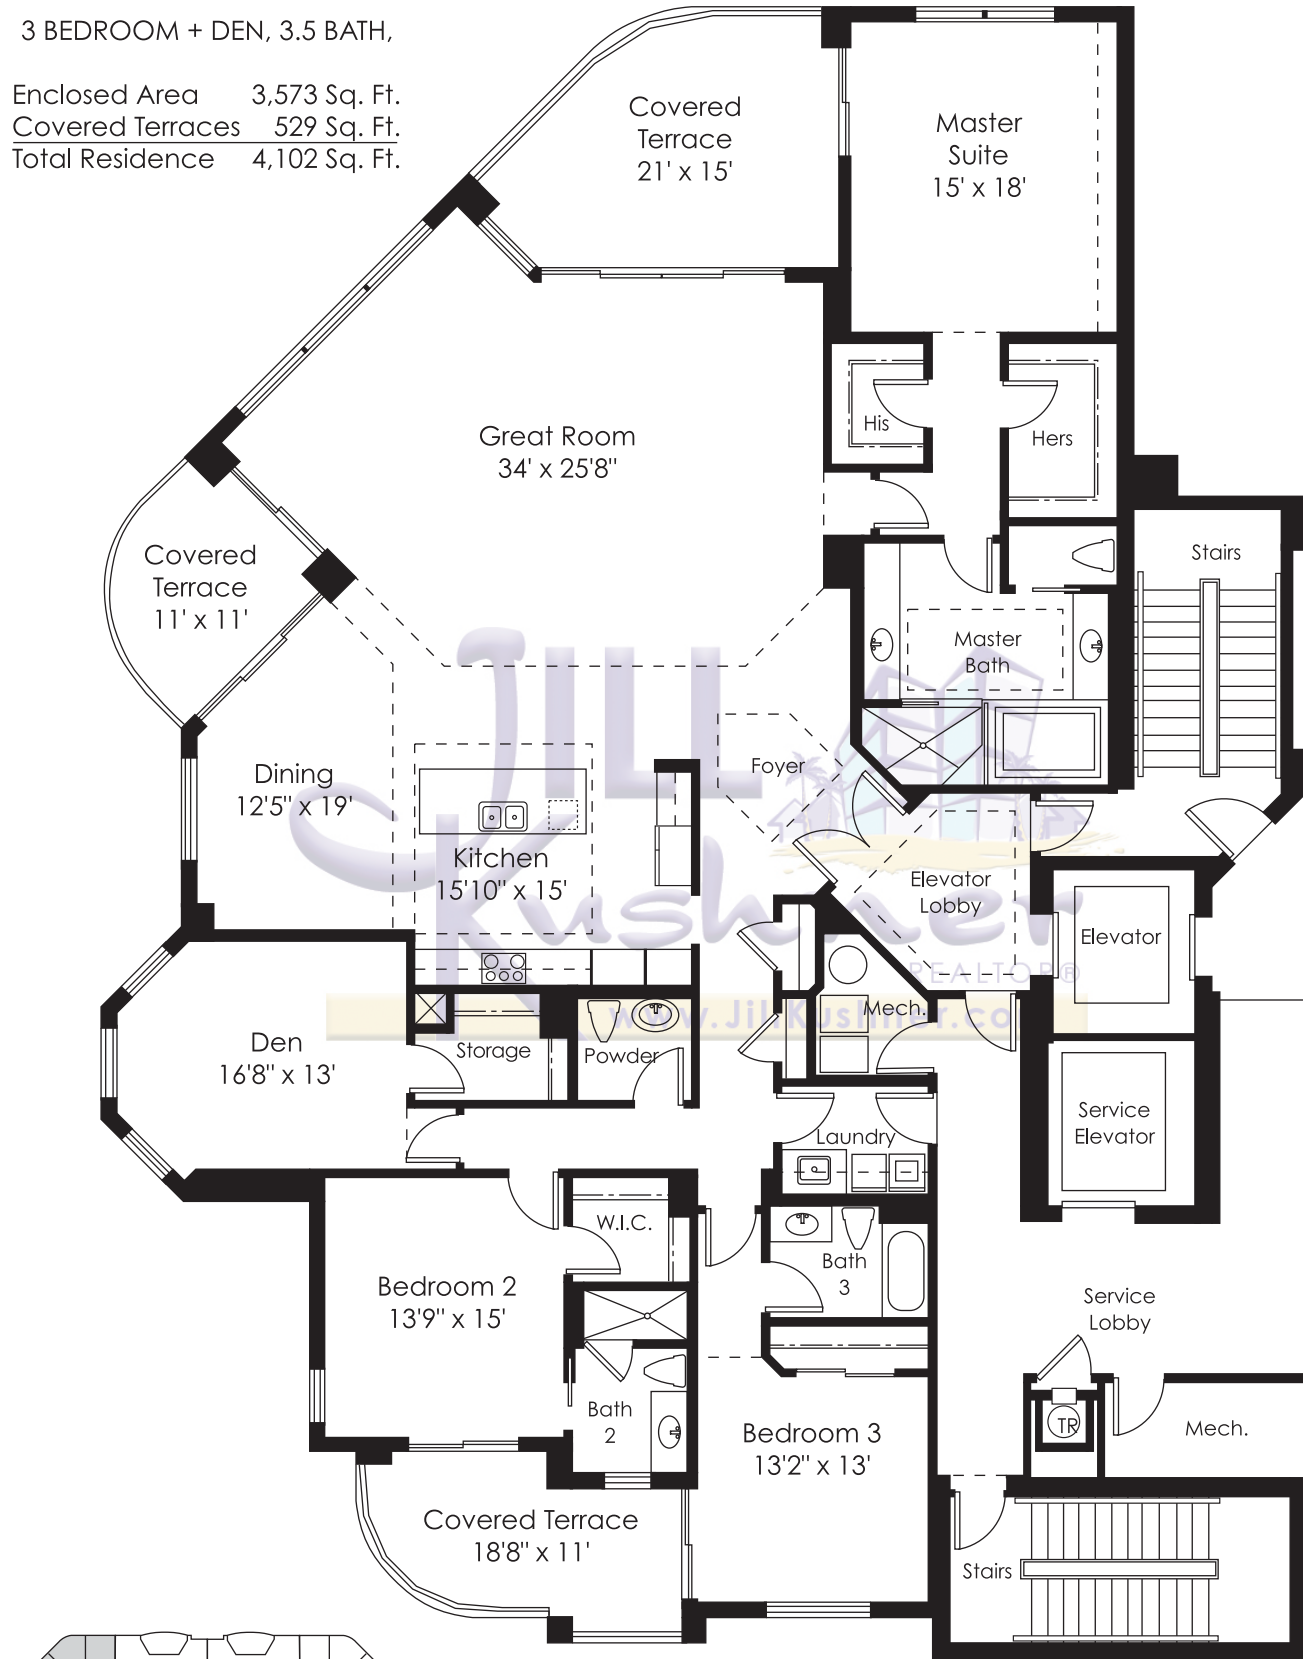 3 BEDROOM + DEN, 3.5 BATH,
Enclosed Area 3,573 Sq. Ft.
Covered Terraces 529 Sq. Ft.
Total Residence 4,102 Sq. Ft.
Covered
Terrace
21' x 15'
Master
Suite
15' x 18'
His
Hers
Great Room
34' x 25'8"
Covered
Terrace
11' x 11'
Stairs
Master
Bath
JILL
Kushner
REALTOR®
www.JillKushner.co
Foyer
Dining
12'5" x 19'
Kitchen
15'10" x 15'
Elevator
Lobby
Elevator
Mech.
Den
16'8" x 13'
Storage
Powder
Service
Elevator
Laundry
W.I.C.
Bath
3
Bedroom 2
13'9" x 15'
Service
Lobby
Bath
2
Bedroom 3
13'2" x 13'
TR
Mech.
Covered Terrace
18'8" x 11'
Stairs